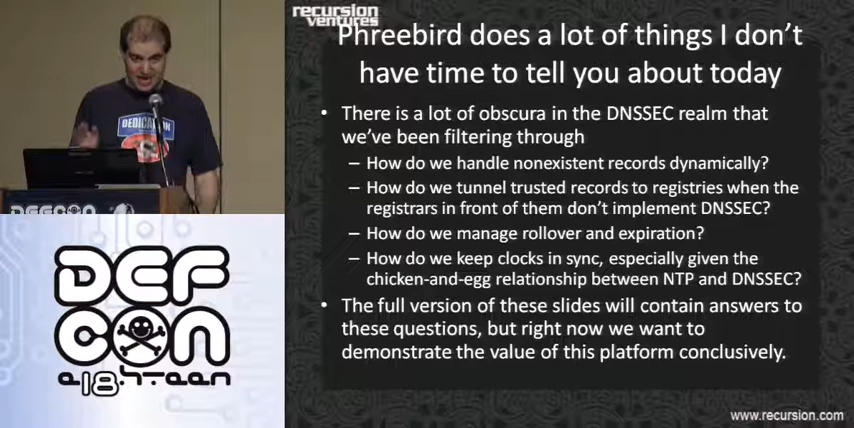 recursion
ventures
Phreebird does a lot of things I don't
have time to tell you about today
• There is a lot of obscura in the DNSSEC realm that
we've been filtering through
– How do we handle nonexistent records dynamically?
– How do we tunnel trusted records to registries when the
registrars in front of them don't implement DNSSEC?
– How do we manage rollover and expiration?
– How do we keep clocks in sync, especially given the
chicken-and-egg relationship between NTP and DNSSEC?
• The full version of these slides will contain answers to
these questions, but right now we want to
demonstrate the value of this platform conclusively.
www.recursion.com
DEDICATION
DEFCON
DEF
CON
e18h-teen